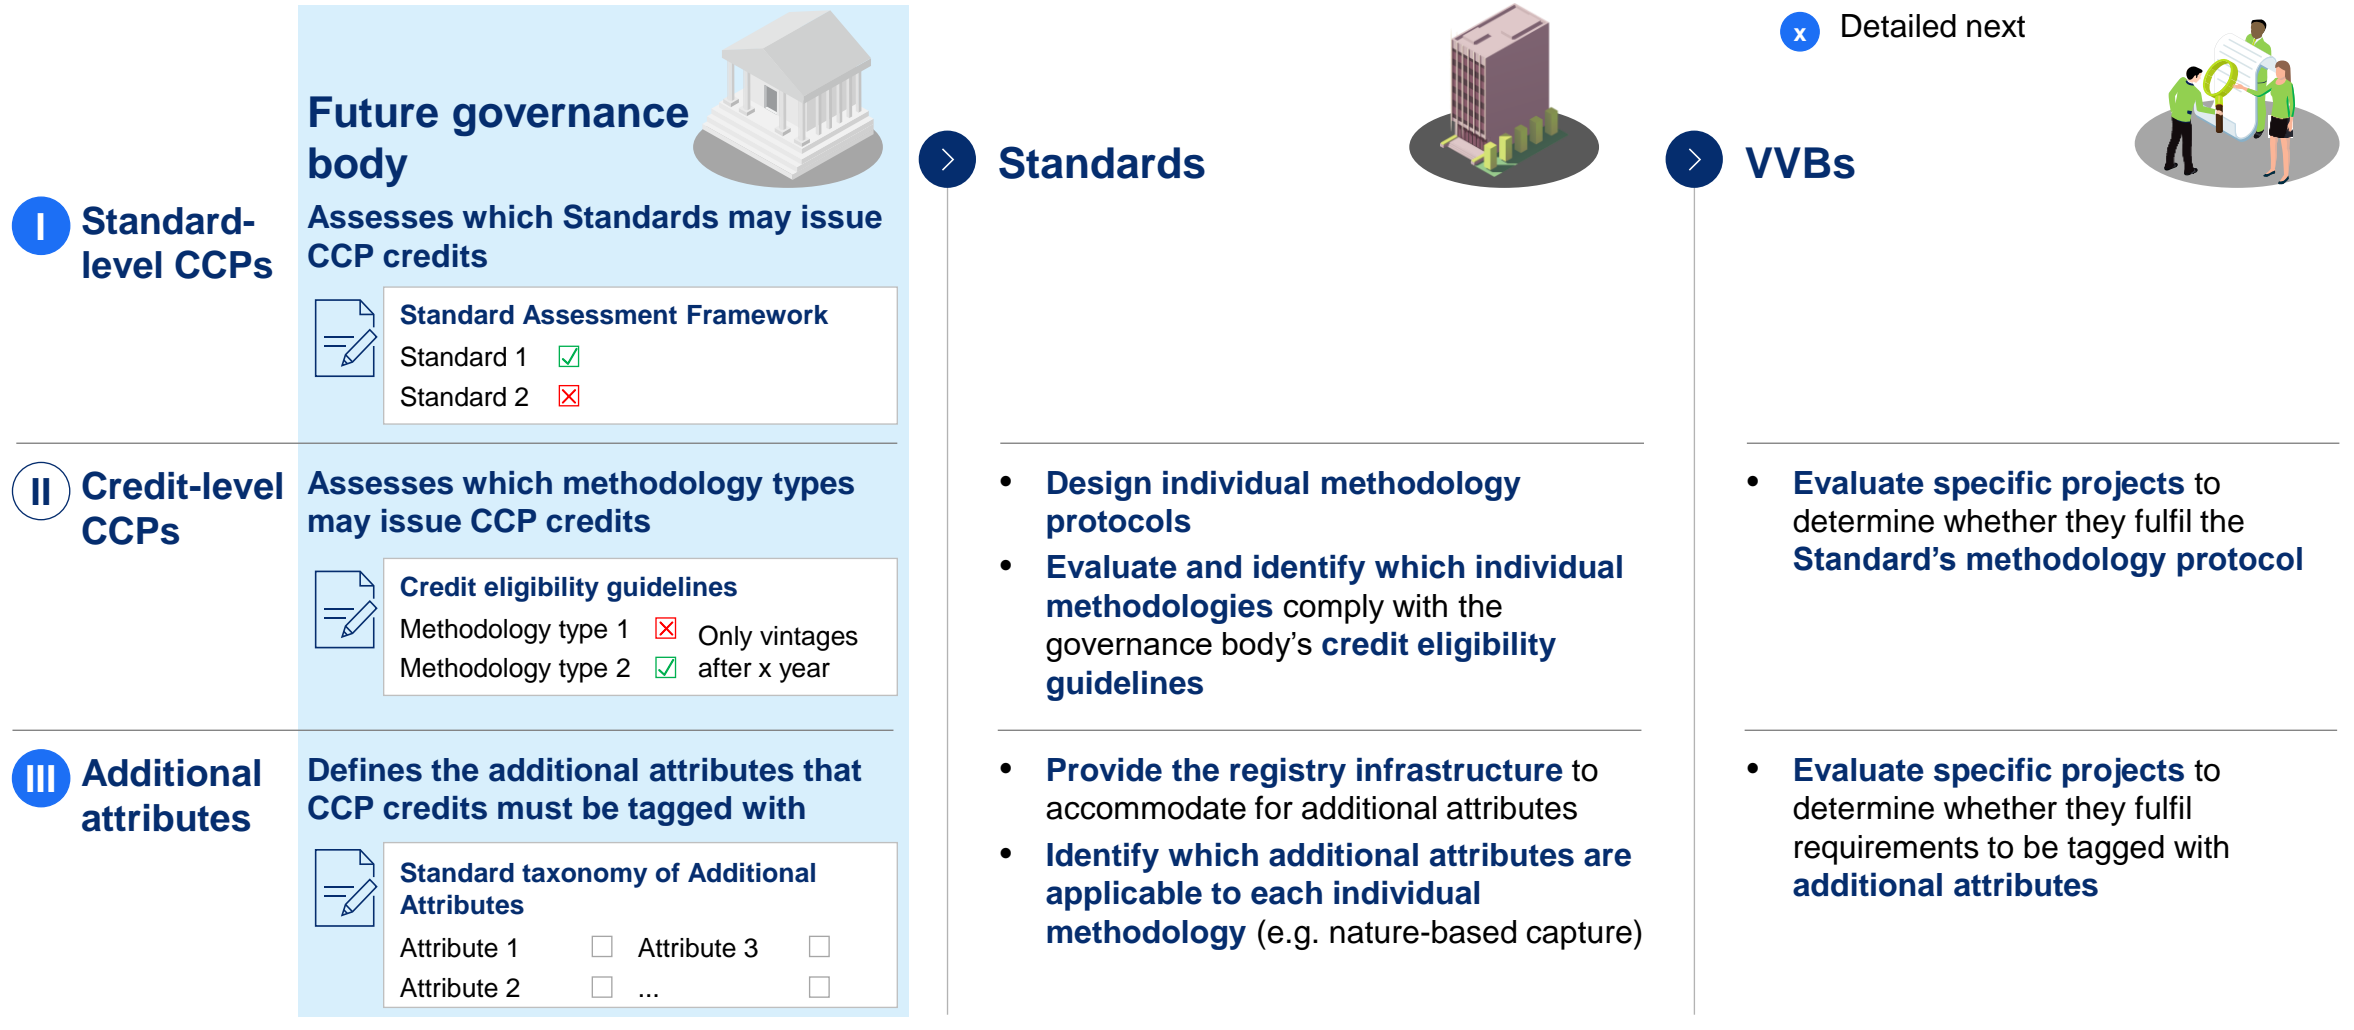 x Detailed next
Future governance
body
Standards
VVBs
I Standard-
level CCPs
Assesses which Standards may issue
CCP credits
Standard Assessment Framework
Standard 1 ☑
Standard 2 ☒
II Credit-level
CCPs
Assesses which methodology types
may issue CCP credits
Credit eligibility guidelines
Methodology type 1 ☒
Methodology type 2 ☑
Only vintages
after x year
• Design individual methodology
protocols
• Evaluate and identify which individual
methodologies comply with the
governance body’s credit eligibility
guidelines
• Evaluate specific projects to
determine whether they fulfil the
Standard’s methodology protocol
III Additional
attributes
Defines the additional attributes that
CCP credits must be tagged with
Standard taxonomy of Additional
Attributes
Attribute 1 ☐ Attribute 3 ☐
Attribute 2 ☐ ... ☐
• Provide the registry infrastructure to
accommodate for additional attributes
• Identify which additional attributes are
applicable to each individual
methodology (e.g. nature-based capture)
• Evaluate specific projects to
determine whether they fulfil
requirements to be tagged with
additional attributes